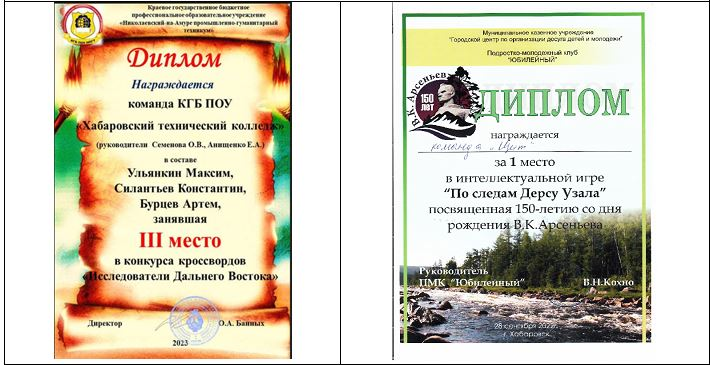 Краевое государственное бюджетное
профессиональное образовательное учреждение
«Николаевский-на Амуре промышленно-гуманитарный
техникум»
Диплом
Награждается
команда КГБ ПОУ
«Хабаровский технический колледж»
(руководители Семенова О.В., Анищенко Е.А.)
в составе
Ульянкин Максим,
Силантьев Константин,
Бурцев Артем,
занявшая
III место
в конкурса кроссвордов
«Исследователи Дальнего Востока»
Директор О.А. Банных
2023
Муниципальное казенное учреждение
"Городской центр по организации досуга детей и молодежи"
Подростко-молодежный клуб
"ЮБИЛЕЙНЫЙ"
В.К. Арсеньев
150
ЛЕТ
ДИПЛОМ
награждается
команда
за 1 место
в интеллектуальной игре
"По следам Дерсу Узала"
посвященная 150-летию со дня
рождения В.К.Арсеньева
Руководитель
ПМК "Юбилейный" В.Н.Кохно
28 сентября 2022г.
г. Хабаровск